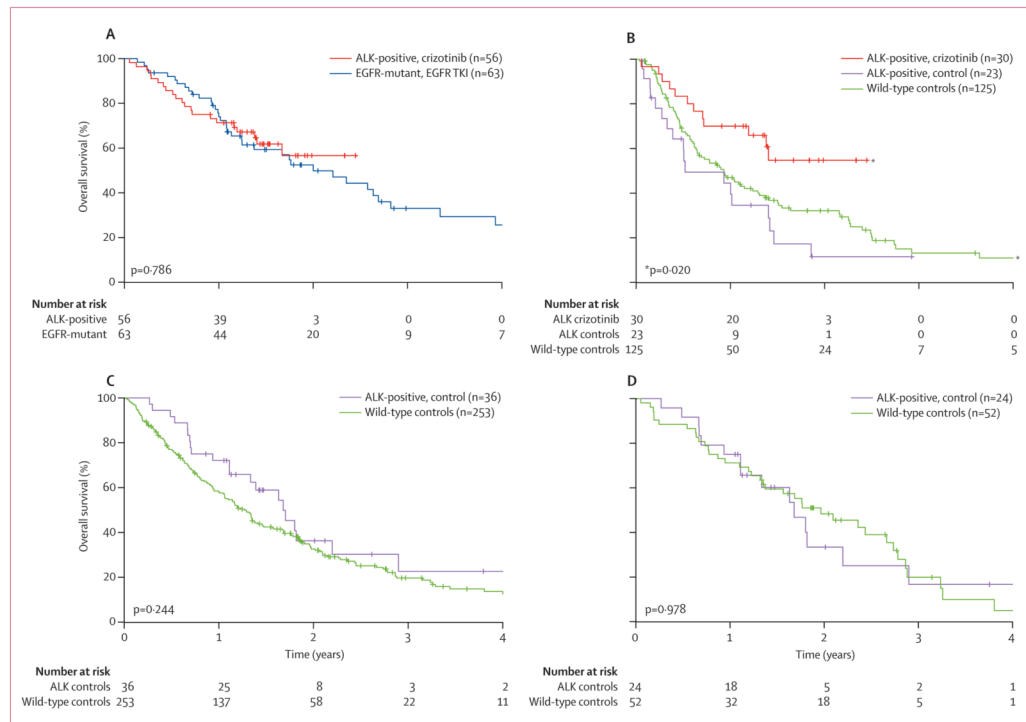 A
ALK-positive, crizotinib (n=56)
EGFR-mutant, EGFR TKI (n=63)
100
80
60
40
20
0
Overall survival (%)
p=0·786
Number at risk
ALK-positive 56 39 3 0 0
EGFR-mutant 63 44 20 9 7
B
ALK-positive, crizotinib (n=30)
ALK-positive, control (n=23)
Wild-type controls (n=125)
100
80
60
40
20
0
*
*
*p=0·020
Number at risk
ALK crizotinib 30 20 3 0 0
ALK controls 23 9 1 0 0
Wild-type controls 125 50 24 7 5
C
ALK-positive, control (n=36)
Wild-type controls (n=253)
100
80
60
40
20
0
Overall survival (%)
p=0·244
0 1 2 3 4
Time (years)
Number at risk
ALK controls 36 25 8 3 2
Wild-type controls 253 137 58 22 11
D
ALK-positive, control (n=24)
Wild-type controls (n=52)
100
80
60
40
20
0
p=0·978
0 1 2 3 4
Time (years)
Number at risk
ALK controls 24 18 5 2 1
Wild-type controls 52 32 18 5 1